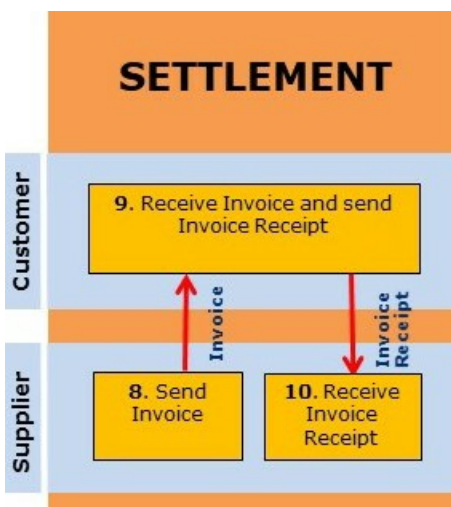 SETTLEMENT
Customer
9. Receive Invoice and send
Invoice Receipt
Invoice
Invoice
Receipt
Supplier
8. Send
Invoice
10. Receive
Invoice
Receipt